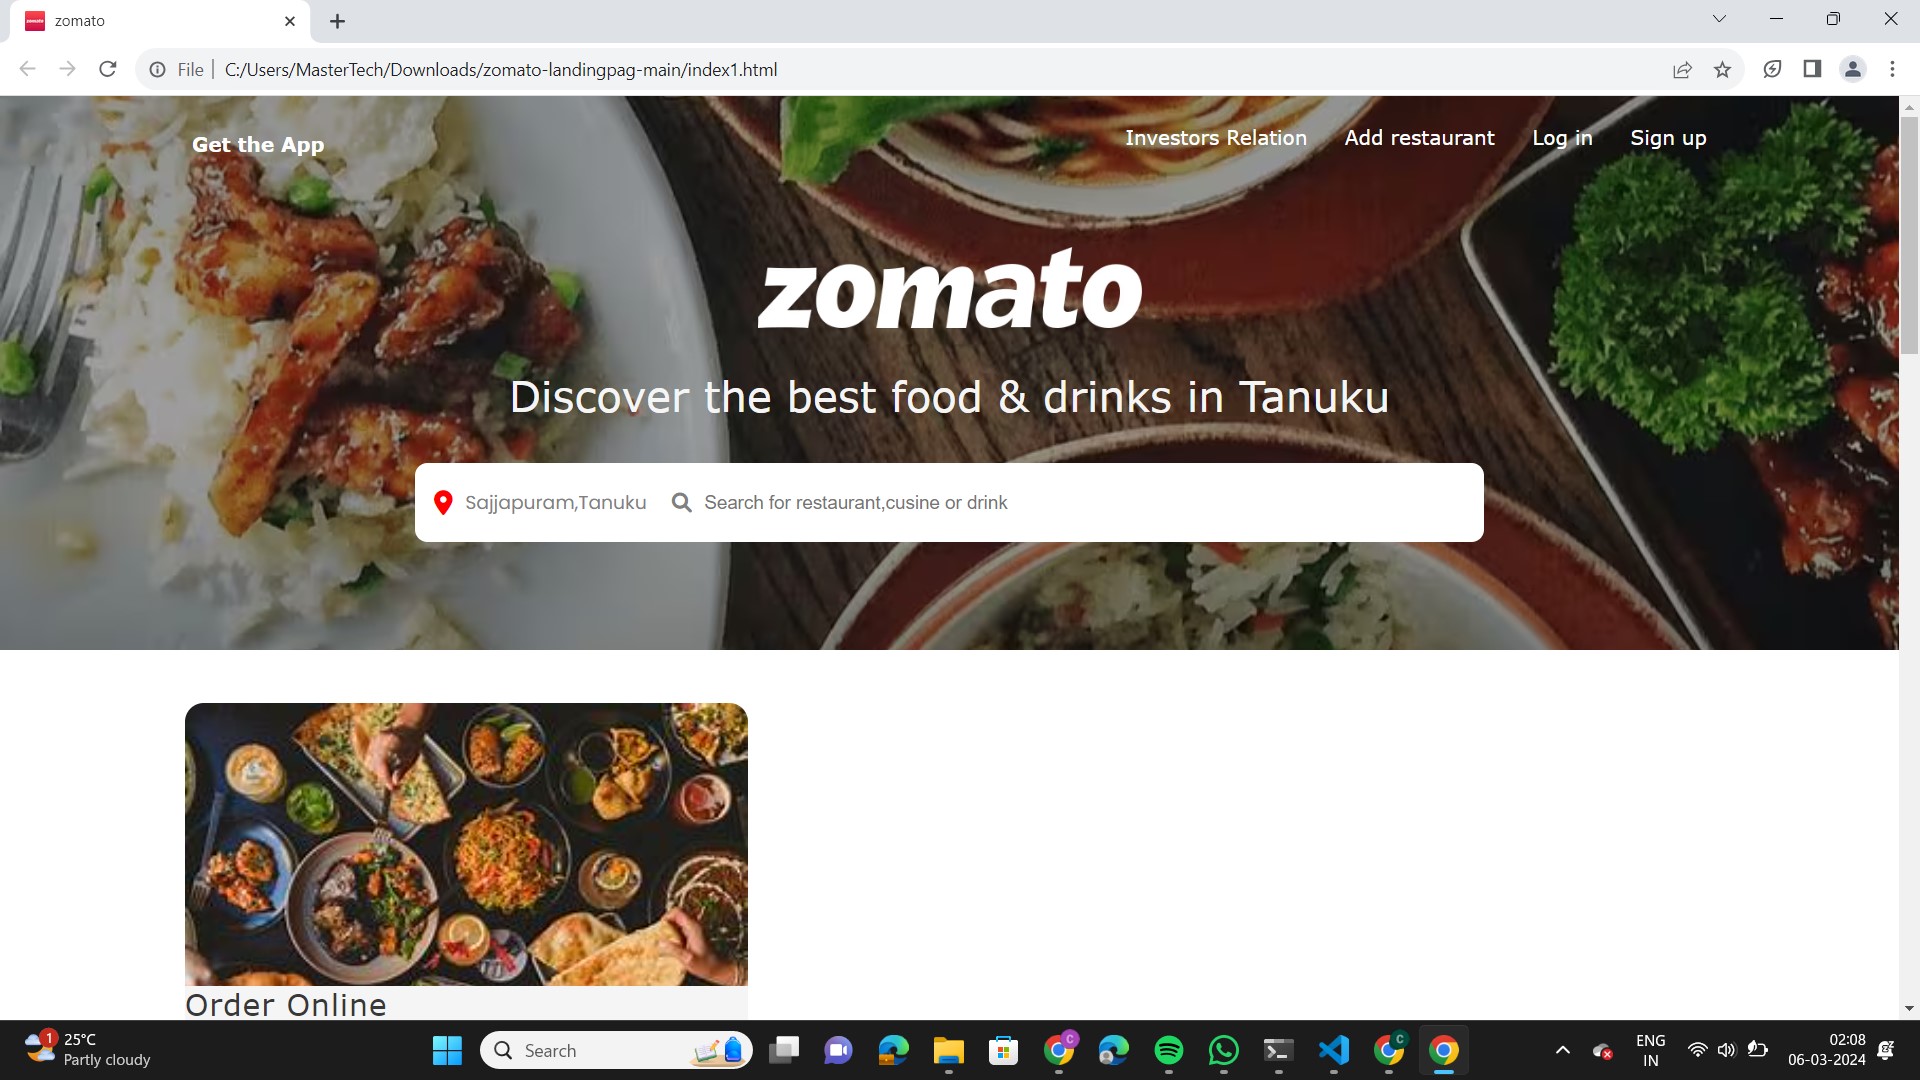 zomato
File
C:/Users/MasterTech/Downloads/zomato-landingpag-main/index1.html
Get the App
Investors Relation
Add restaurant
Log in
Sign up
zomato
Discover the best food & drinks in Tanuku
Sajjapuram,Tanuku
Search for restaurant,cusine or drink
Order Online
1
25°C
Partly cloudy
Search
C
C
ENG
IN
02:08
06-03-2024